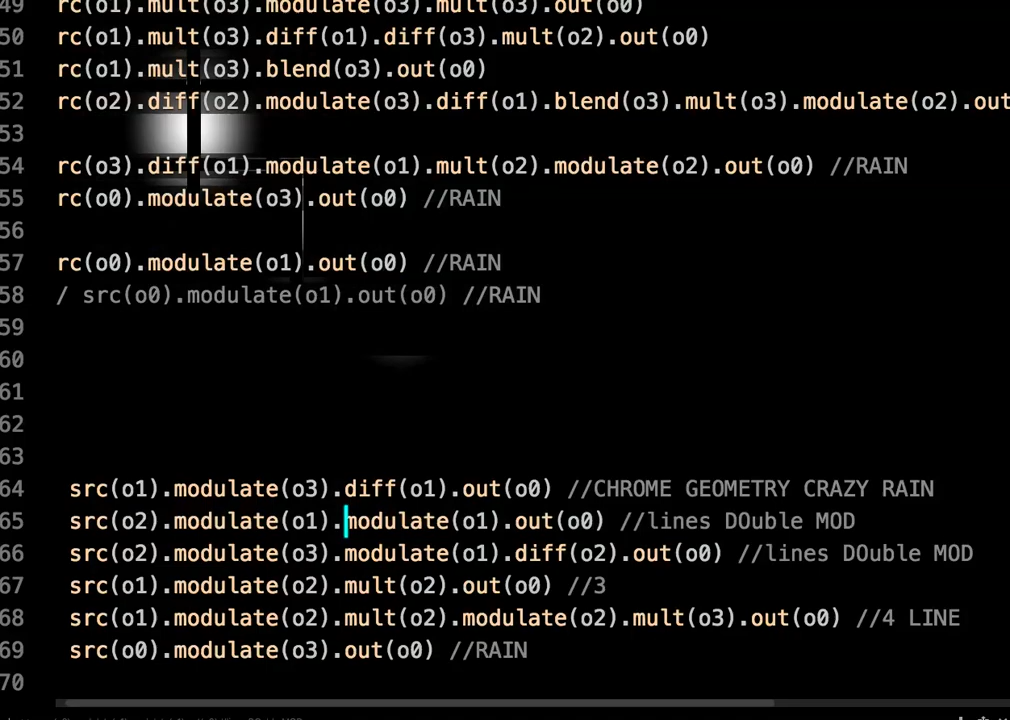 49 rc(o1).mult(o3).modulate(o3).mult(o3).out(o0)
50 rc(o1).mult(o3).diff(o1).diff(o3).mult(o2).out(o0)
51 rc(o1).mult(o3).blend(o3).out(o0)
52 rc(o2).diff(o2).modulate(o3).diff(o1).blend(o3).mult(o3).modulate(o2).out
53
54 rc(o3).diff(o1).modulate(o1).mult(o2).modulate(o2).out(o0) //RAIN
55 rc(o0).modulate(o3).out(o0) //RAIN
56
57 rc(o0).modulate(o1).out(o0) //RAIN
58 / src(o0).modulate(o1).out(o0) //RAIN
59
60
61
62
63
64 src(o1).modulate(o3).diff(o1).out(o0) //CHROME GEOMETRY CRAZY RAIN
65 src(o2).modulate(o1).modulate(o1).out(o0) //lines DOuble MOD
66 src(o2).modulate(o3).modulate(o1).diff(o2).out(o0) //lines DOuble MOD
67 src(o1).modulate(o2).mult(o2).out(o0) //3
68 src(o1).modulate(o2).mult(o2).modulate(o2).mult(o3).out(o0) //4 LINE
69 src(o0).modulate(o3).out(o0) //RAIN
70